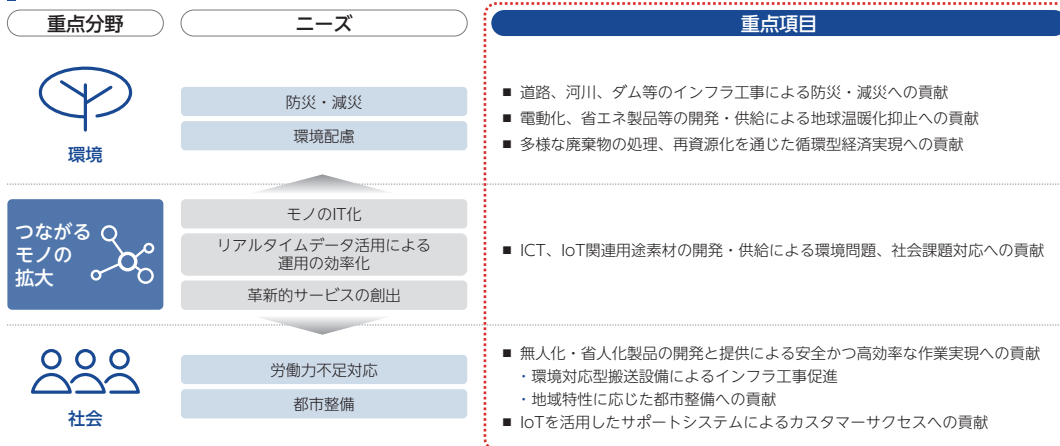 重点分野
ニーズ
重点項目
環境
防災・減災
環境配慮
■ 道路、河川、ダム等のインフラ工事による防災・減災への貢献
■ 電動化、省エネ製品等の開発・供給による地球温暖化抑止への貢献
■ 多様な廃棄物の処理、再資源化を通じた循環型経済実現への貢献
つながる
モノの
拡大
モノのIT化
リアルタイムデータ活用による
運用の効率化
革新的サービスの創出
■ ICT、IoT関連用途素材の開発・供給による環境問題、社会課題対応への貢献
社会
労働力不足対応
都市整備
■ 無人化・省人化製品の開発と提供による安全かつ高効率な作業実現への貢献
・環境対応型搬送設備によるインフラ工事促進
・地域特性に応じた都市整備への貢献
■ IoTを活用したサポートシステムによるカスタマーサクセスへの貢献